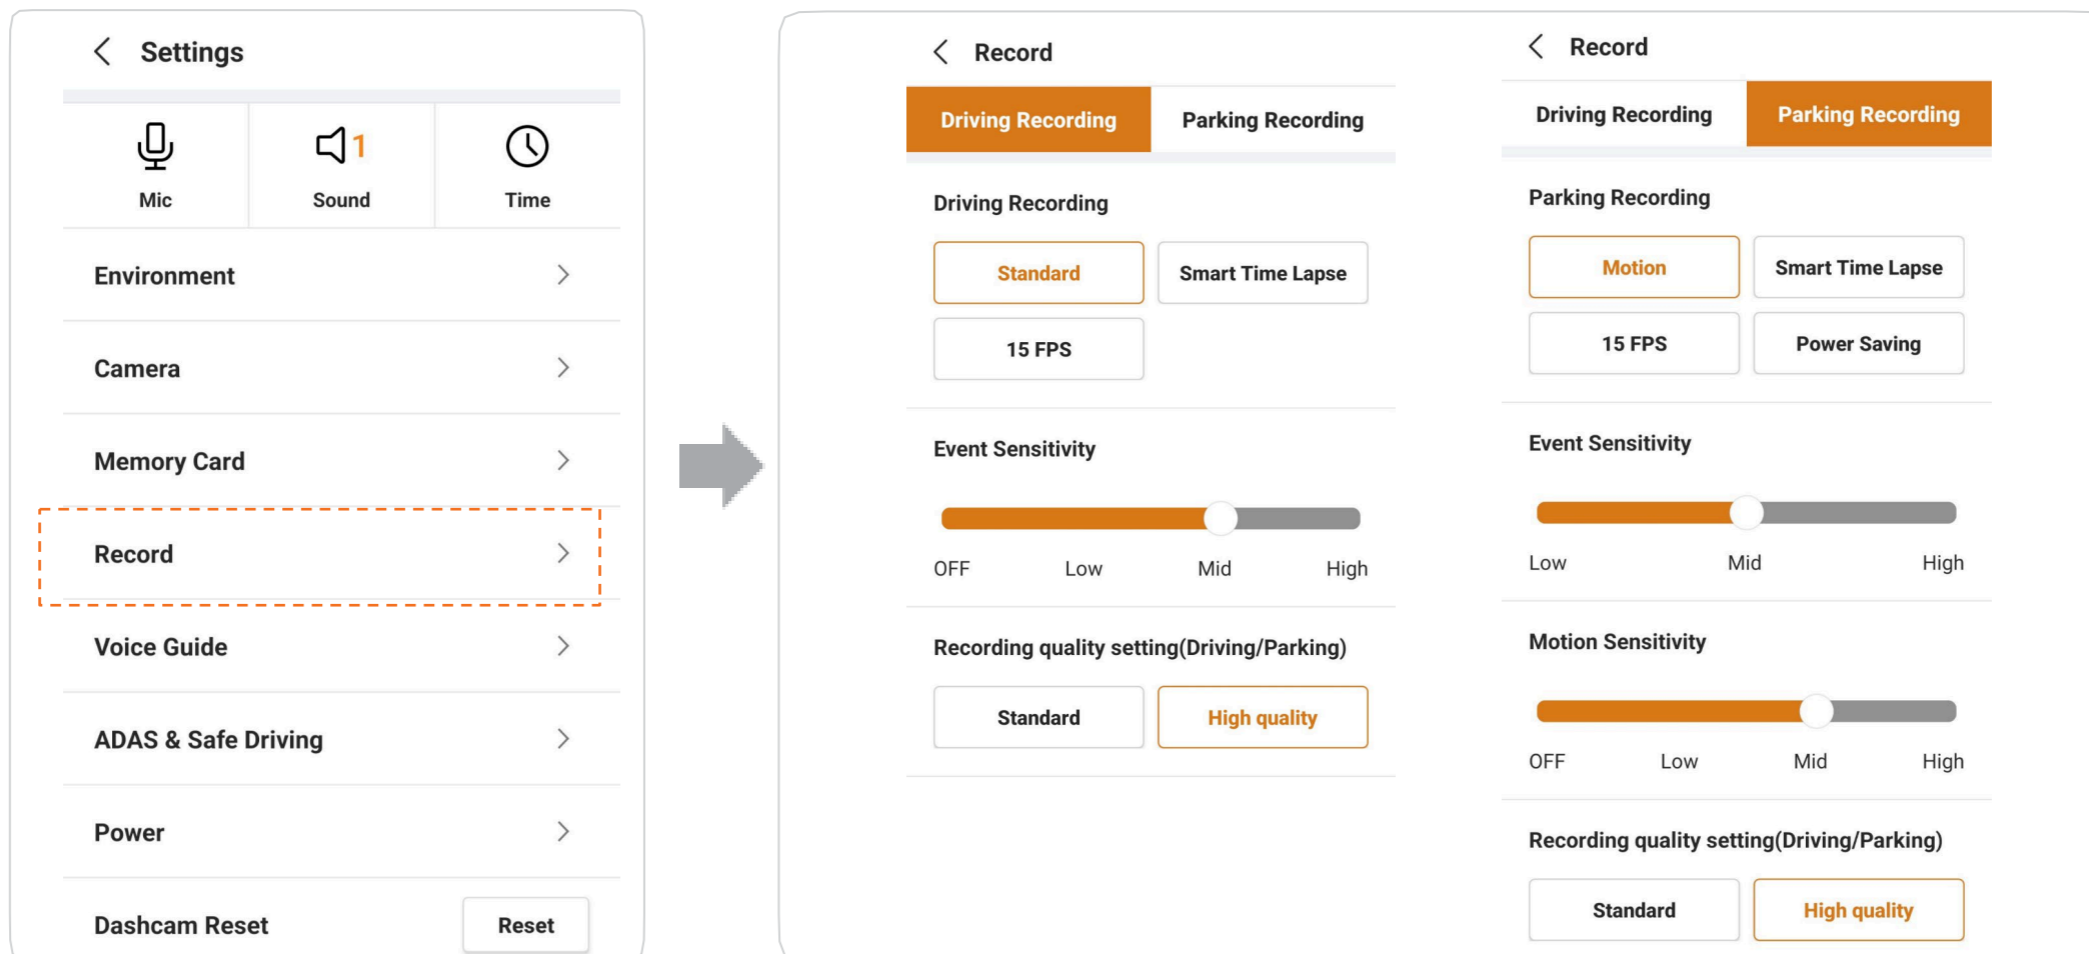 Settings
1
Mic
Sound
Time
Environment
Camera
Memory Card
Record
Voice Guide
ADAS & Safe Driving
Power
Dashcam Reset
Reset
Record
Driving Recording
Parking Recording
Driving Recording
Standard
Smart Time Lapse
15 FPS
Event Sensitivity
OFF
Low
Mid
High
Recording quality setting(Driving/Parking)
Standard
High quality
Record
Driving Recording
Parking Recording
Parking Recording
Motion
Smart Time Lapse
15 FPS
Power Saving
Event Sensitivity
Low
Mid
High
Motion Sensitivity
OFF
Low
Mid
High
Recording quality setting(Driving/Parking)
Standard
High quality